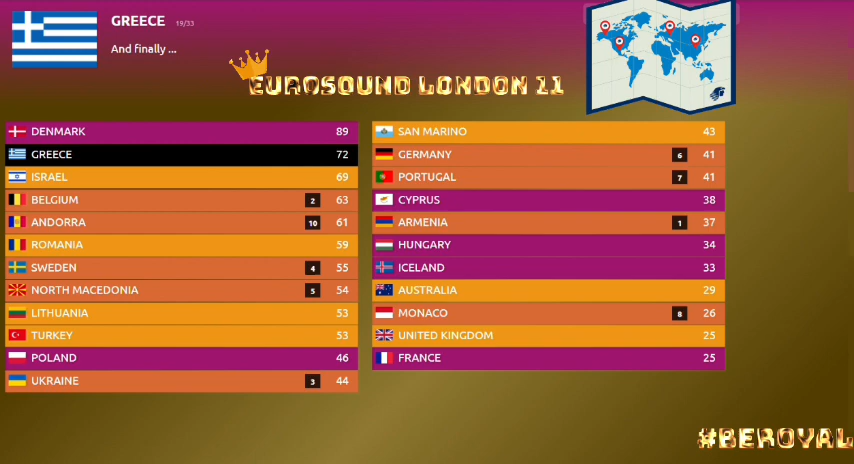 GREECE 19/33
And finally ...
EUROSOUND LONDON 11
DENMARK 89
GREECE 72
ISRAEL 69
BELGIUM 2 63
ANDORRA 10 61
ROMANIA 59
SWEDEN 4 55
NORTH MACEDONIA 5 54
LITHUANIA 53
TURKEY 53
POLAND 46
UKRAINE 3 44
SAN MARINO 43
GERMANY 6 41
PORTUGAL 7 41
CYPRUS 38
ARMENIA 1 37
HUNGARY 34
ICELAND 33
AUSTRALIA 29
MONACO 8 26
UNITED KINGDOM 25
FRANCE 25
#BEROYAL